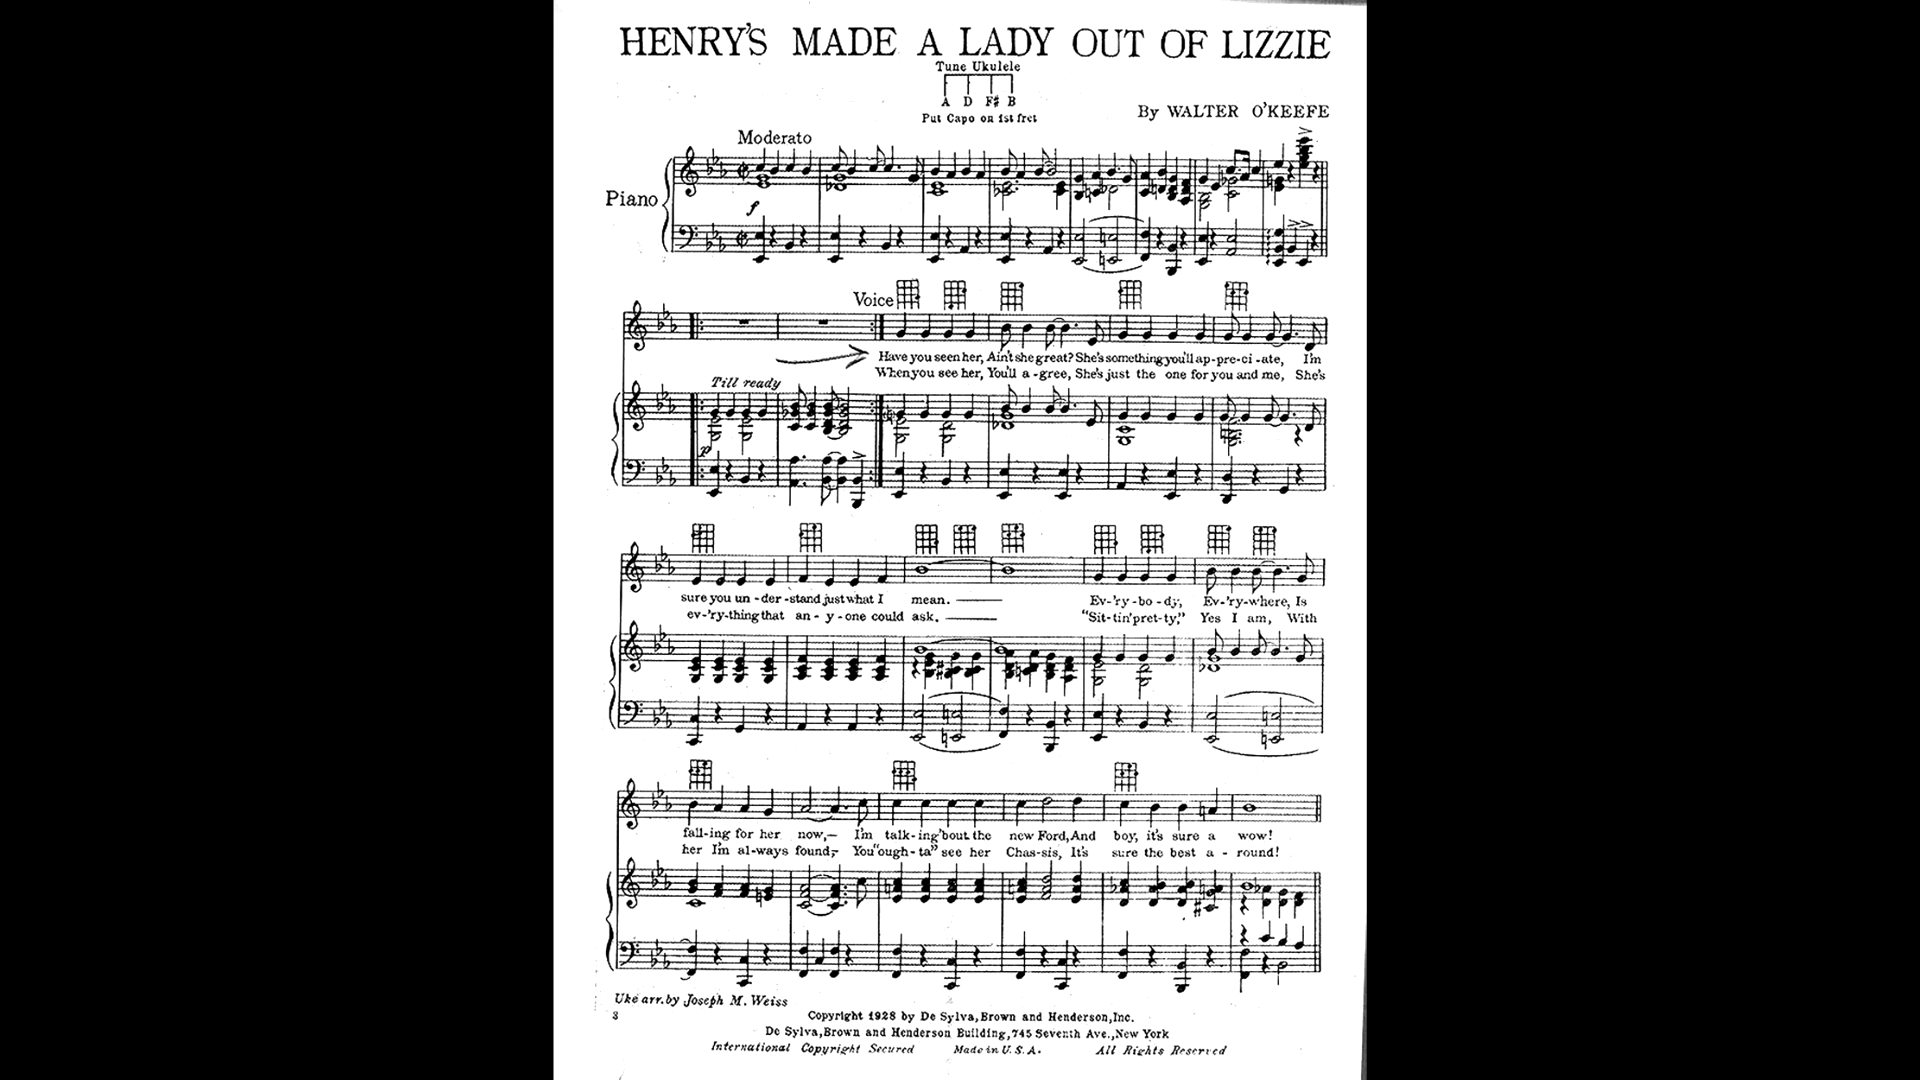 HENRY'S MADE A LADY OUT OF LIZZIE
Tune Ukulele
A D F# B
Put Capo on 1st fret
By WALTER O'KEEFE
Moderato
Piano
f
Voice
Have you seen her, Ain't she great? She's something you'll ap-pre-ci-ate, I'm
When you see her, You'll a-gree, She's just the one for you and me, She's
Till ready
p
sure you un-der-stand just what I mean.
ev-'ry-thing that an-y-one could ask.
Ev-'ry-bo-dy, Ev-'ry-where, Is
"Sit-tin' pret-ty," Yes I am, With
fall-ing for her now,— I'm talk-ing 'bout the new Ford, And boy, it's sure a wow!
her I'm al-ways found;- You "ough-ta" see her Chas-sis, It's sure the best a-round!
Uke arr. by Joseph M. Weiss
3
Copyright 1928 by De Sylva, Brown and Henderson, Inc.
De Sylva, Brown and Henderson Building, 745 Seventh Ave., New York
International Copyright Secured Made in U.S.A. All Rights Reserved